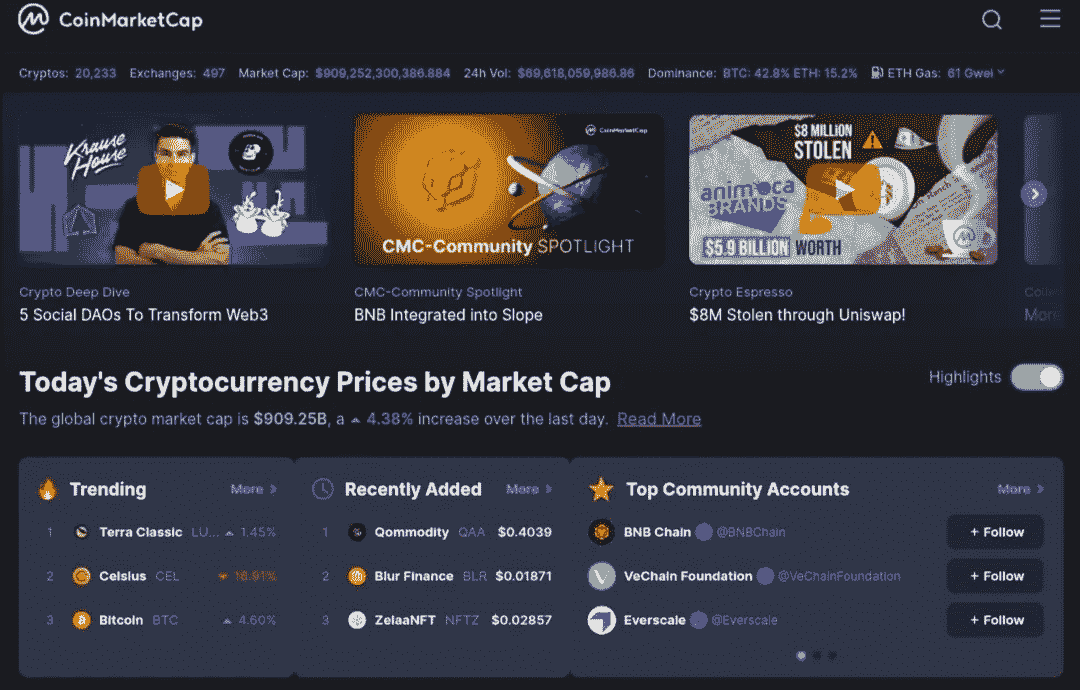 CoinMarketCap
Cryptos: 20,233 Exchanges: 497 Market Cap: $909,252,300,386.884 24h Vol: $69,618,059,986.86 Dominance: BTC: 42.8% ETH: 15.2% ETH Gas: 61 Gwei
Krause House
CoinMarketCap
CMC-Community SPOTLIGHT
$8 MILLION
STOLEN
animoca
BRANDS
$5.9 BILLION WORTH
Crypto Deep Dive
5 Social DAOs To Transform Web3
CMC-Community Spotlight
BNB Integrated into Slope
Crypto Espresso
$8M Stolen through Uniswap!
More
Today's Cryptocurrency Prices by Market Cap
Highlights
The global crypto market cap is $909.25B, a 4.38% increase over the last day. Read More
Trending More
1 Terra Classic LU... 1.45%
2 Celsius CEL 16.91%
3 Bitcoin BTC 4.60%
Recently Added More
1 Qommodity QAA $0.4039
2 Blur Finance BLR $0.01871
3 ZelaaNFT NFTZ $0.02857
Top Community Accounts More
BNB Chain @BNBChain + Follow
VeChain Foundation @VeChainFoundation + Follow
Everscale @Everscale + Follow